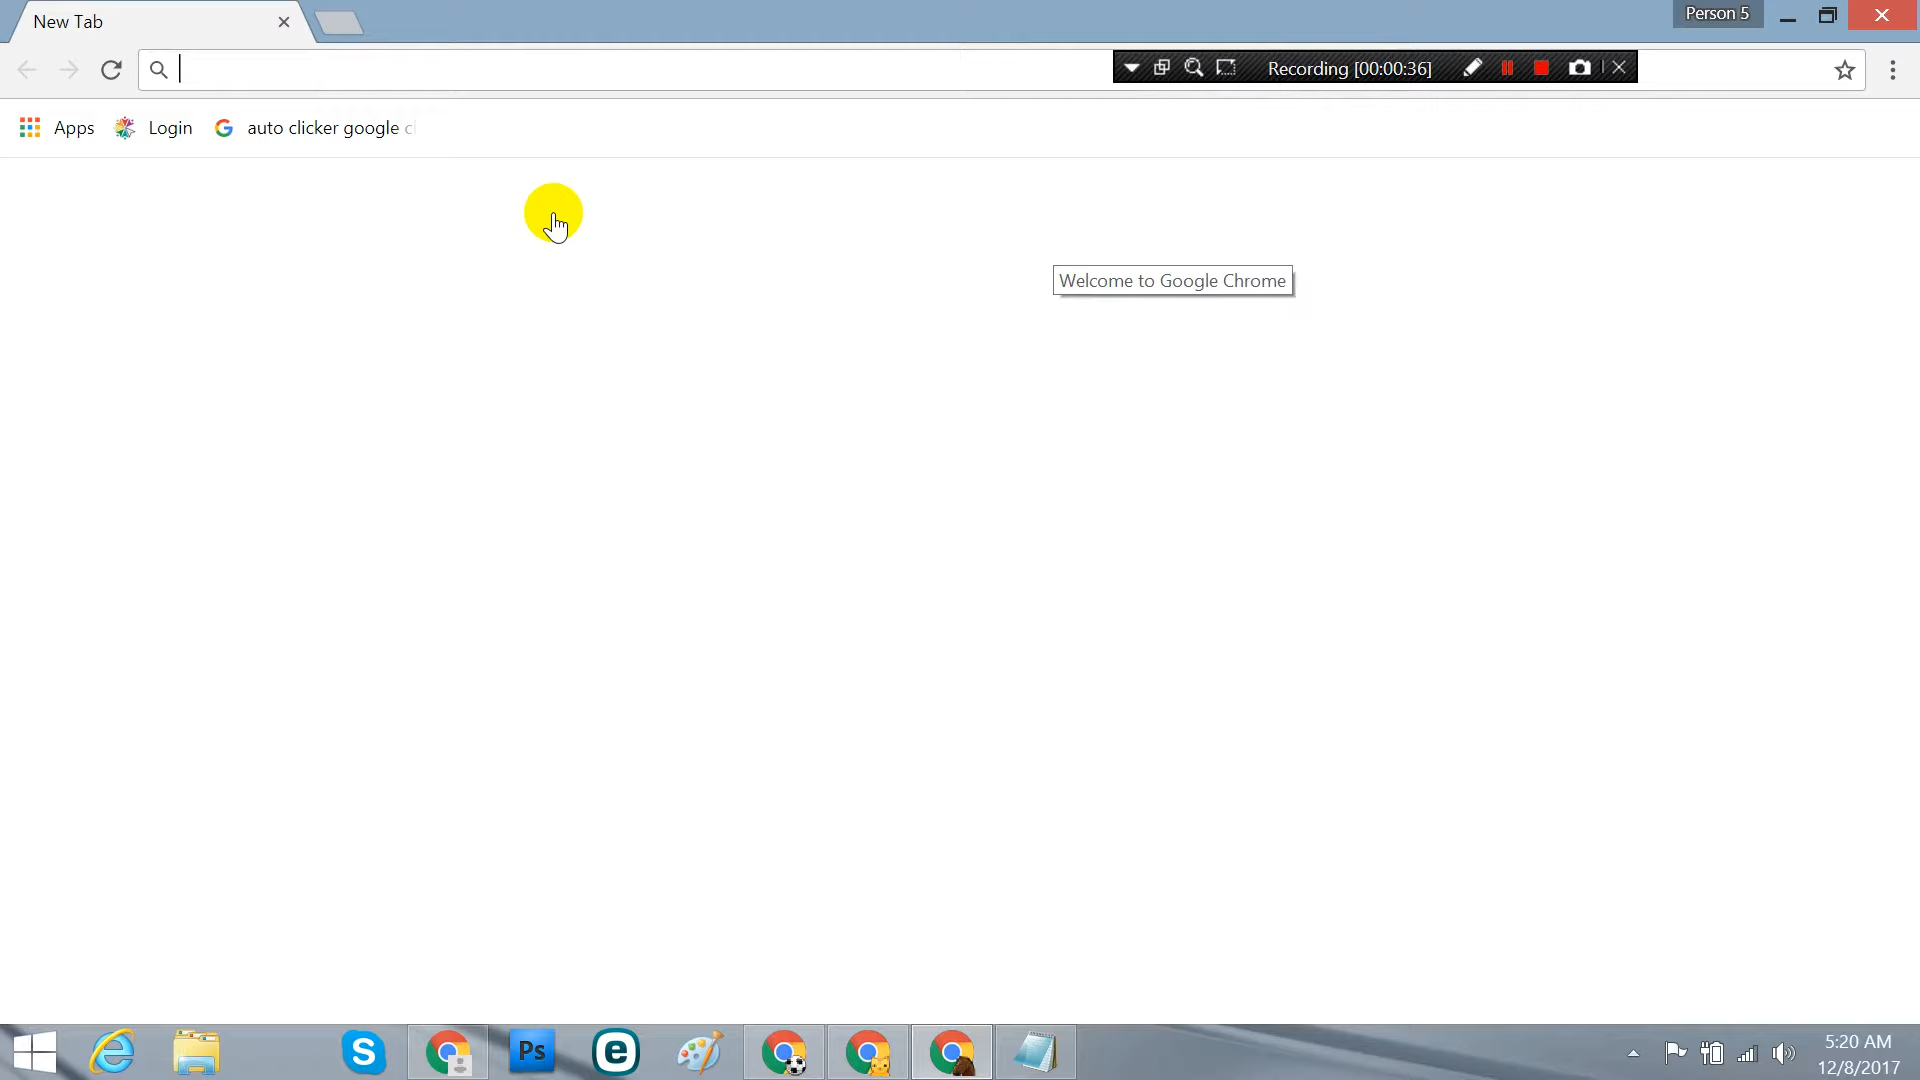 New Tab
Person 5
Recording [00:00:36]
Apps
Login
auto clicker google c
Welcome to Google Chrome
S
Ps
e
5:20 AM
12/8/2017